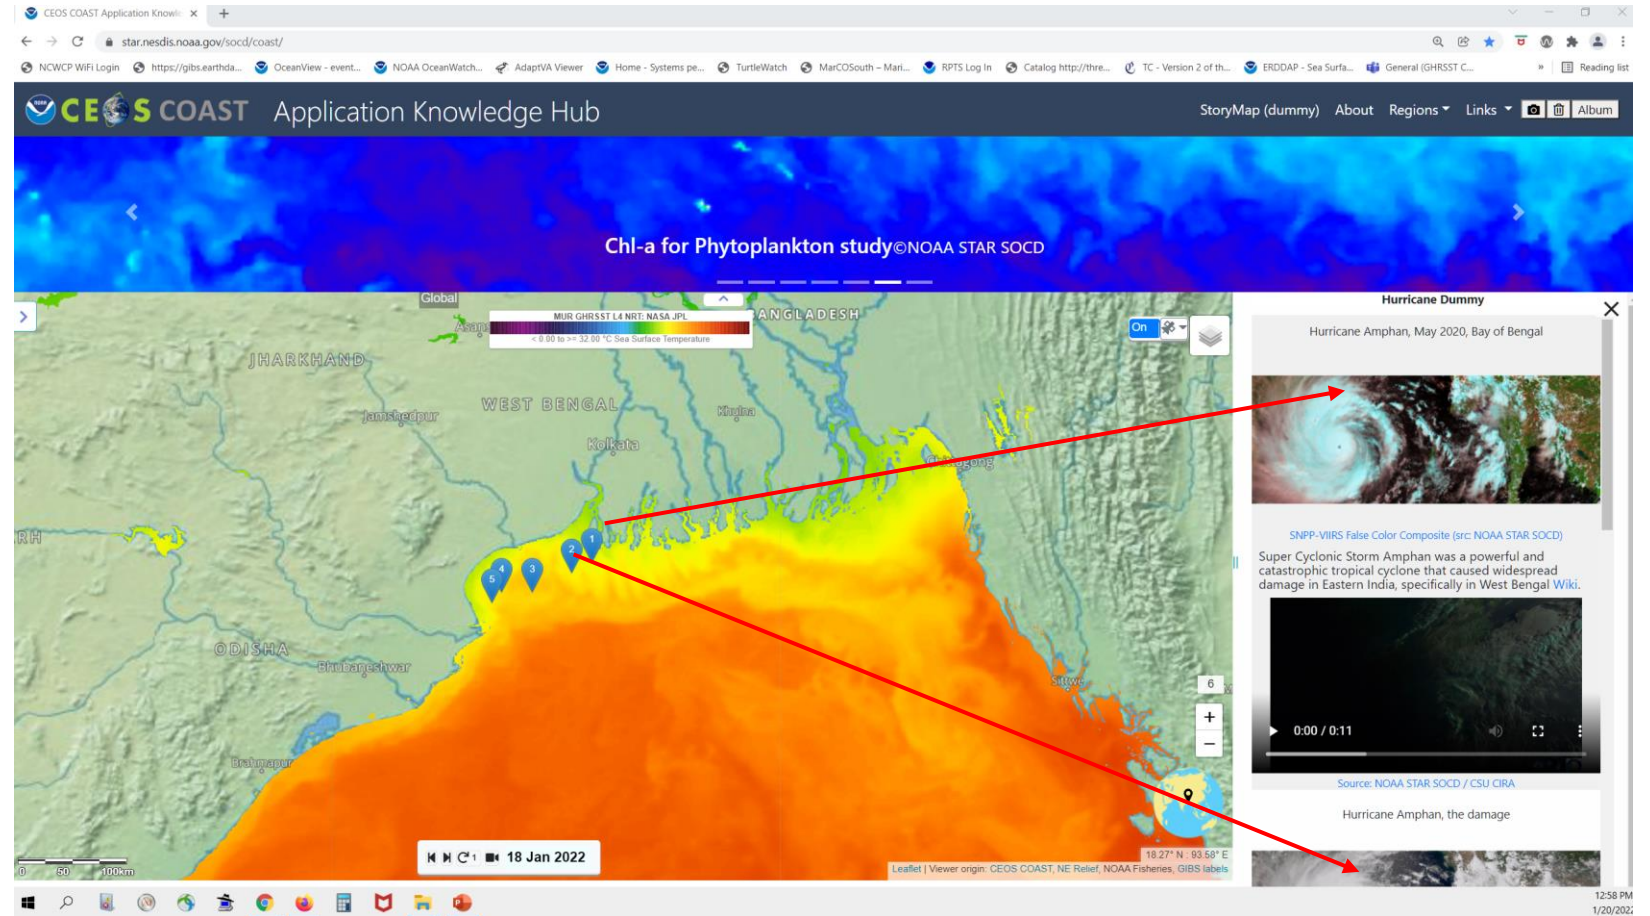 CEOS COAST Application Knowle
star.nesdis.noaa.gov/socd/coast/
NCWCP WiFi Login
https://gibs.earthda...
OceanView - event...
NOAA OceanWatch...
AdaptVA Viewer
Home - Systems pe...
TurtleWatch
MarCOSouth – Mari...
RPTS Log In
Catalog http://thre...
TC - Version 2 of th...
ERDDAP - Sea Surfa...
General (GHRSST C...
»
Reading list
CEOS COAST Application Knowledge Hub
StoryMap (dummy) About Regions Links Album
Chl-a for Phytoplankton study©NOAA STAR SOCD
Global
MUR GHRSST L4 NRT: NASA JPL
< 0.00 to >= 32.00 °C Sea Surface Temperature
BANGLADESH
On
JHARKHAND
Jamshedpur
WEST BENGAL
Khulna
Kolkata
Chittagong
1
2
3
4
5
ODISHA
Bhubaneshwar
Brahmapur
Sittwe
6
+
−
1 18 Jan 2022
0 50 100km
18.27° N : 93.58° E
Leaflet | Viewer origin: CEOS COAST, NE Relief, NOAA Fisheries, GIBS labels
Hurricane Dummy
Hurricane Amphan, May 2020, Bay of Bengal
SNPP-VIIRS False Color Composite (src: NOAA STAR SOCD)
Super Cyclonic Storm Amphan was a powerful and
catastrophic tropical cyclone that caused widespread
damage in Eastern India, specifically in West Bengal Wiki.
0:00 / 0:11
Source: NOAA STAR SOCD / CSU CIRA
Hurricane Amphan, the damage
12:58 PM
1/20/2022